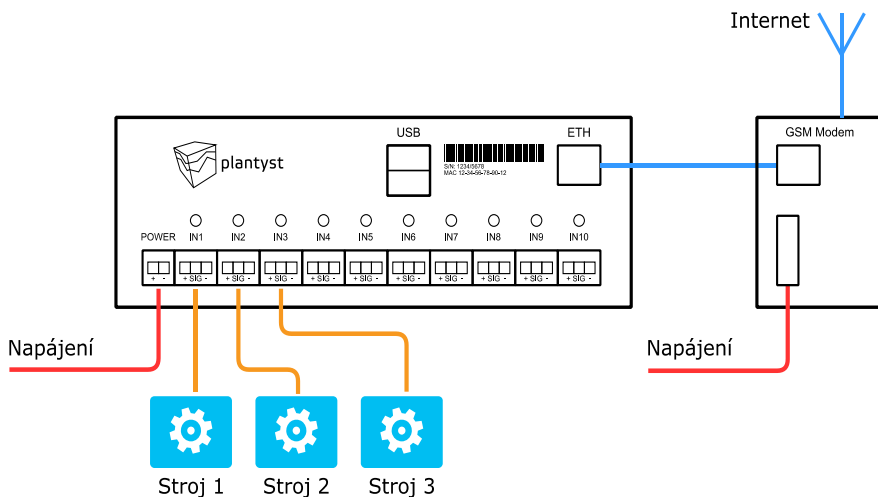 Internet
USB
ETH
GSM Modem
plantyst
S/N: 12345678
MAC 12-34-56-78-90-12
POWER IN1 IN2 IN3 IN4 IN5 IN6 IN7 IN8 IN9 IN10
+ - + SIG - + SIG - + SIG - + SIG - + SIG - + SIG - + SIG - + SIG - + SIG - + SIG -
Napájení
Napájení
Stroj 1 Stroj 2 Stroj 3